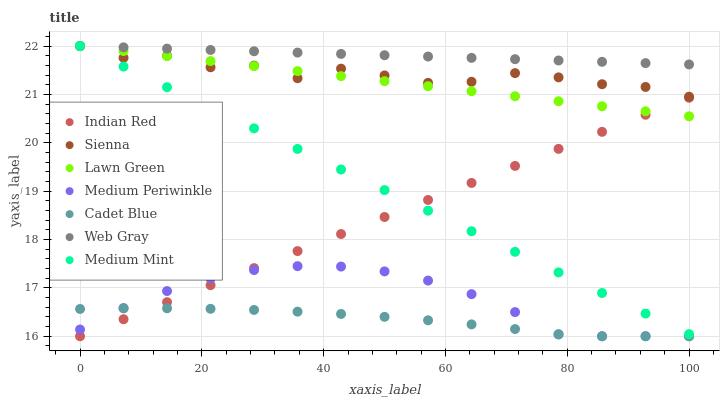 title
22
21
20
19
18
17
16
yaxis_label
Indian Red
Sienna
Lawn Green
Medium Periwinkle
Cadet Blue
Web Gray
Medium Mint
0 20 40 60 80 100
xaxis_label